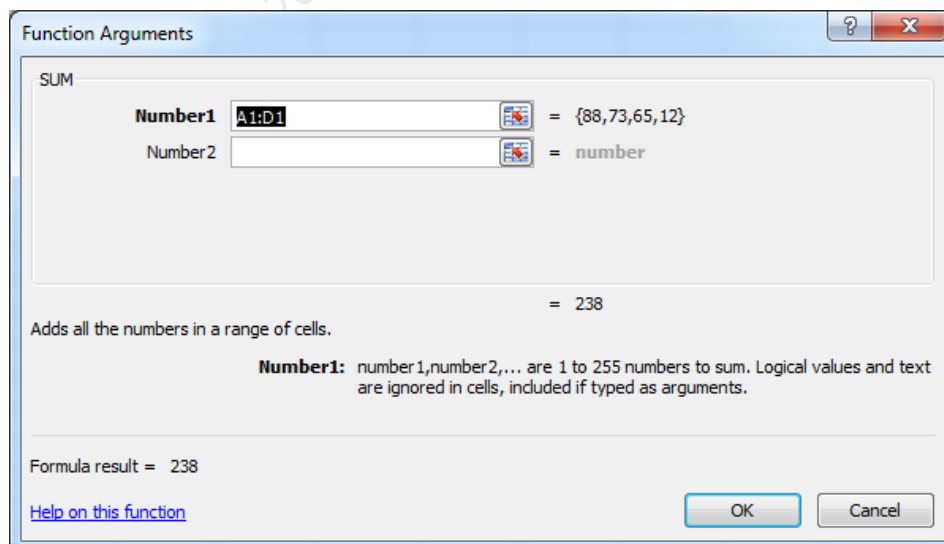 Function Arguments
SUM
Number1 A1:D1 = {88,73,65,12}
Number2 = number
= 238
Adds all the numbers in a range of cells.
Number1: number1,number2,... are 1 to 255 numbers to sum. Logical values and text
are ignored in cells, included if typed as arguments.
Formula result = 238
Help on this function OK Cancel